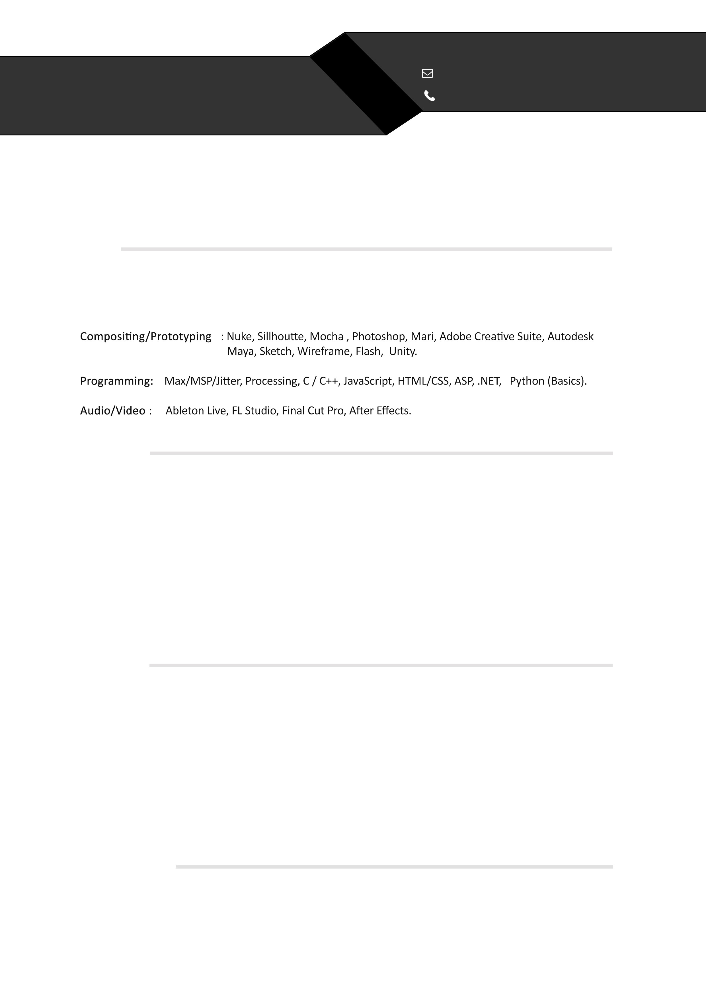 Compositing/Prototyping : Nuke, Sillhoutte, Mocha , Photoshop, Mari, Adobe Creative Suite, Autodesk
Maya, Sketch, Wireframe, Flash, Unity.
Programming: Max/MSP/Jitter, Processing, C / C++, JavaScript, HTML/CSS, ASP, .NET, Python (Basics).
Audio/Video : Ableton Live, FL Studio, Final Cut Pro, After Effects.